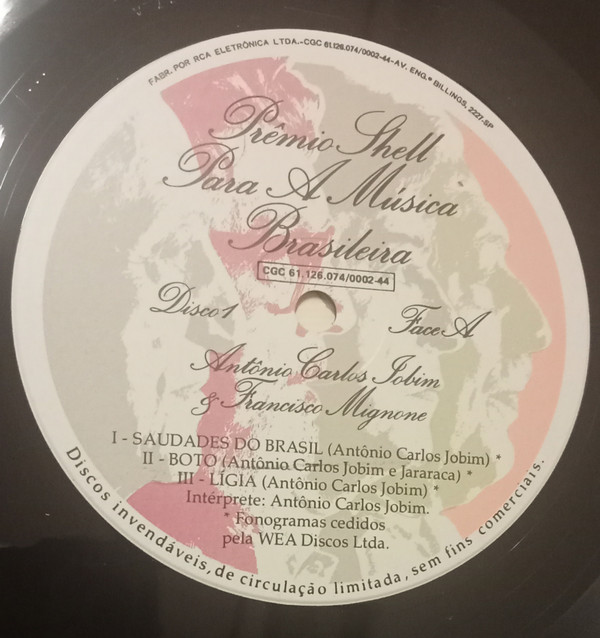 FABR. POR RCA ELETRÔNICA LTDA.-CGC 61.126.074/0002-44-AV. ENG.º BILLINGS, 2227-SP
Prêmio Shell
Para A Música
Brasileira
CGC 61.126.074/0002-44
Disco 1
Face A
Antônio Carlos Jobim
& Francisco Mignone
I - SAUDADES DO BRASIL (Antônio Carlos Jobim) *
II - BOTO (Antônio Carlos Jobim e Jararaca) *
III - LÍGIA (Antônio Carlos Jobim) *
Intérprete: Antônio Carlos Jobim.
* Fonogramas cedidos
pela WEA Discos Ltda.
Discos invendáveis, de circulação limitada, sem fins comerciais.